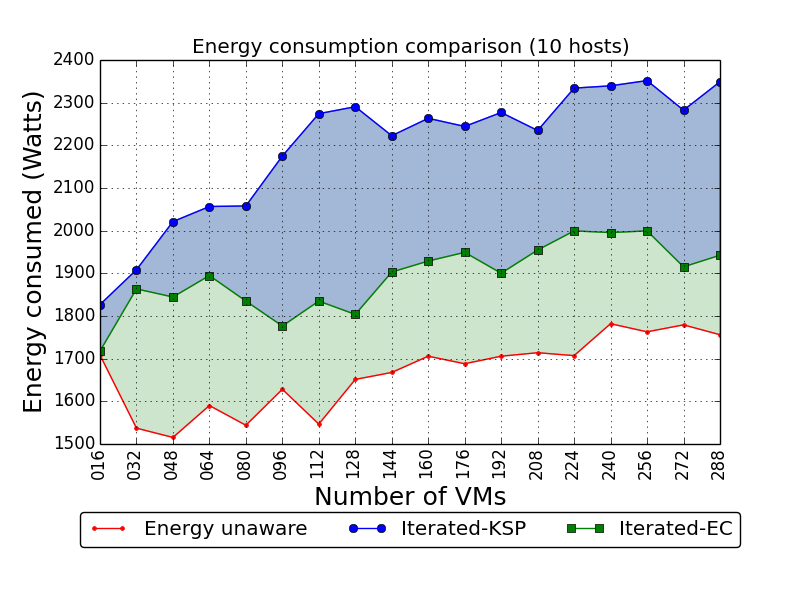 Energy consumption comparison (10 hosts)
Energy consumed (Watts)
2400
2300
2200
2100
2000
1900
1800
1700
1600
1500
016 032 048 064 080 096 112 128 144 160 176 192 208 224 240 256 272 288
Number of VMs
Energy unaware Iterated-KSP Iterated-EC